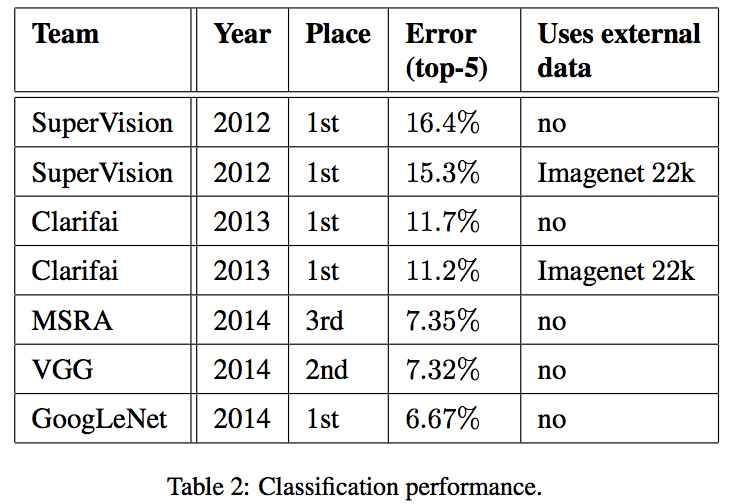 Team Year Place Error Uses external
(top-5) data
SuperVision 2012 1st 16.4% no
SuperVision 2012 1st 15.3% Imagenet 22k
Clarifai 2013 1st 11.7% no
Clarifai 2013 1st 11.2% Imagenet 22k
MSRA 2014 3rd 7.35% no
VGG 2014 2nd 7.32% no
GoogLeNet 2014 1st 6.67% no
Table 2: Classification performance.